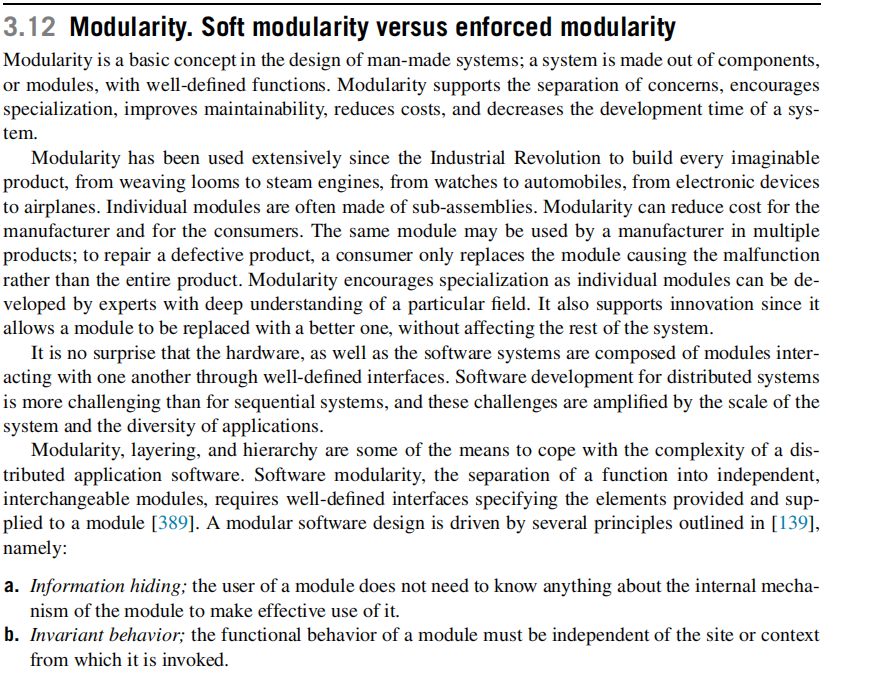 3.12 Modularity. Soft modularity versus enforced modularity
Modularity is a basic concept in the design of man-made systems; a system is made out of components,
or modules, with well-defined functions. Modularity supports the separation of concerns, encourages
specialization, improves maintainability, reduces costs, and decreases the development time of a sys-
tem.
Modularity has been used extensively since the Industrial Revolution to build every imaginable
product, from weaving looms to steam engines, from watches to automobiles, from electronic devices
to airplanes. Individual modules are often made of sub-assemblies. Modularity can reduce cost for the
manufacturer and for the consumers. The same module may be used by a manufacturer in multiple
products; to repair a defective product, a consumer only replaces the module causing the malfunction
rather than the entire product. Modularity encourages specialization as individual modules can be de-
veloped by experts with deep understanding of a particular field. It also supports innovation since it
allows a module to be replaced with a better one, without affecting the rest of the system.
It is no surprise that the hardware, as well as the software systems are composed of modules inter-
acting with one another through well-defined interfaces. Software development for distributed systems
is more challenging than for sequential systems, and these challenges are amplified by the scale of the
system and the diversity of applications.
Modularity, layering, and hierarchy are some of the means to cope with the complexity of a dis-
tributed application software. Software modularity, the separation of a function into independent,
interchangeable modules, requires well-defined interfaces specifying the elements provided and sup-
plied to a module [389]. A modular software design is driven by several principles outlined in [139],
namely:
a. Information hiding; the user of a module does not need to know anything about the internal mecha-
nism of the module to make effective use of it.
b. Invariant behavior; the functional behavior of a module must be independent of the site or context
from which it is invoked.